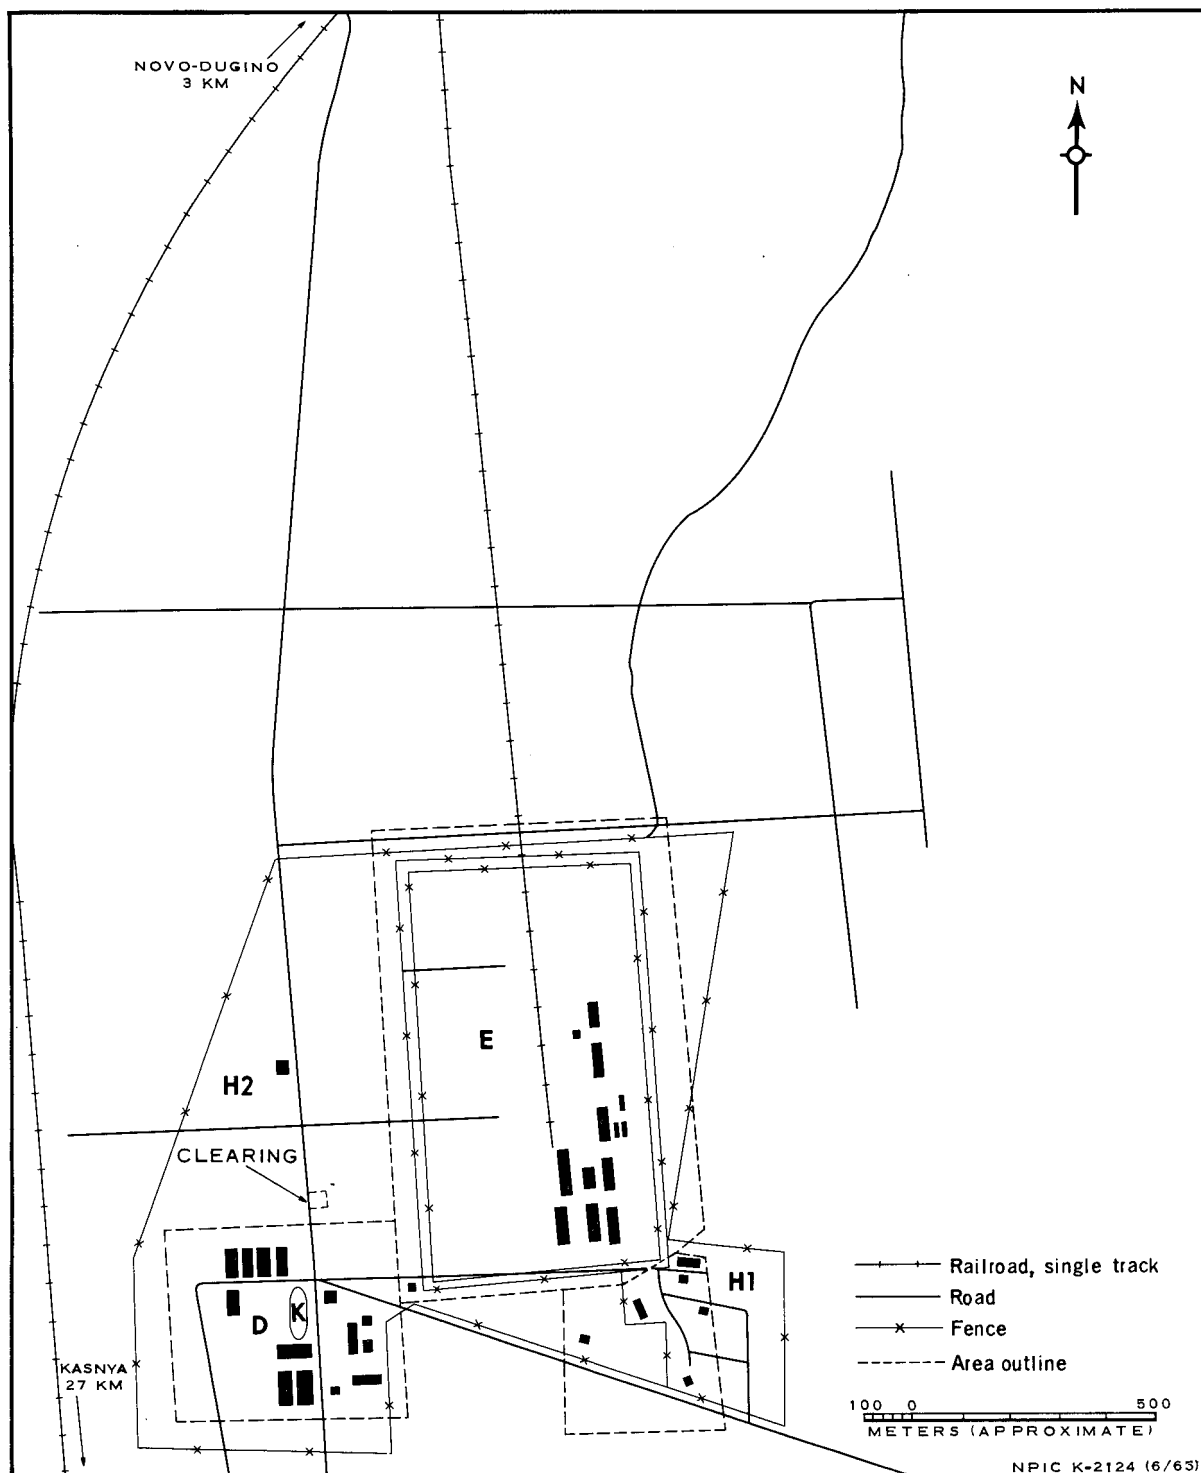 NOVO-DUGINO
3 KM
N
E
H2
CLEARING
H1
D
K
KASNYA
27 KM
Railroad, single track
Road
Fence
Area outline
100 0 500
METERS (APPROXIMATE)
NPIC K-2124 (6/63)